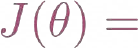 J(θ) =